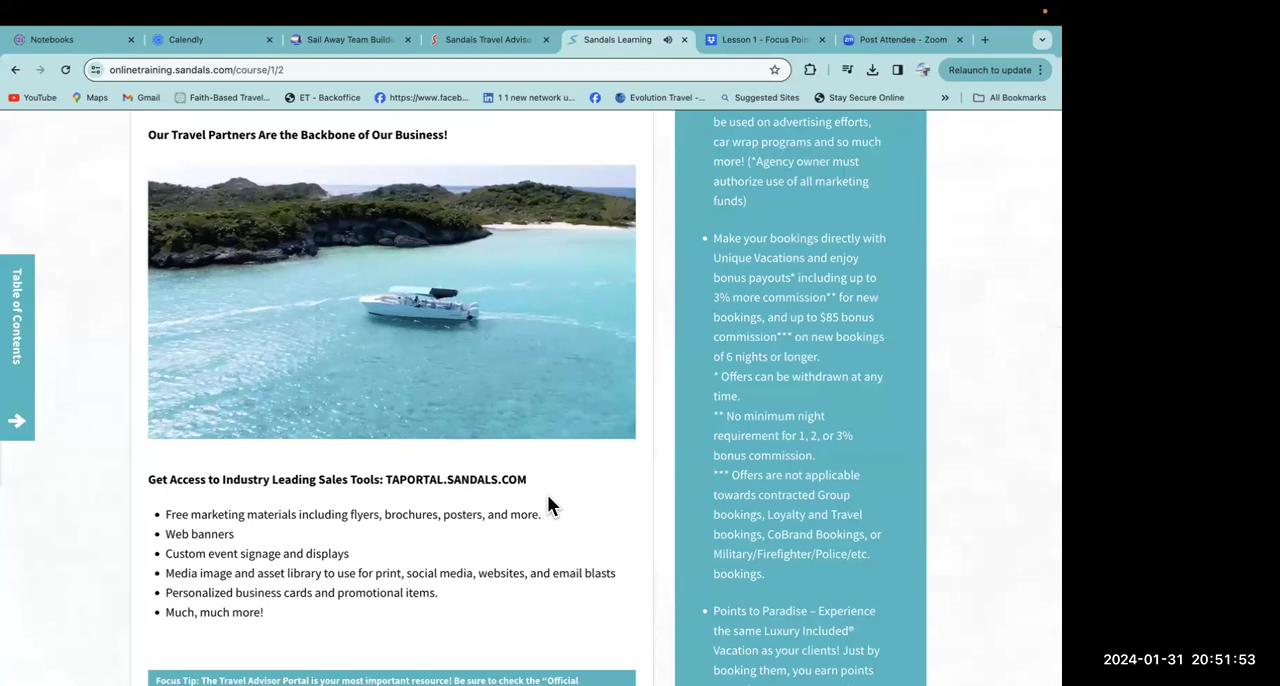 Notebooks
Calendly
Sail Away Team Build
Sandals Travel Advis
Sandals Learning
Lesson 1 - Focus Poin
Post Attendee - Zoom
onlinetraining.sandals.com/course/1/2
Relaunch to update
YouTube
Maps
Gmail
Faith-Based Travel...
ET - Backoffice
https://www.faceb...
1 1 new network u...
Evolution Travel -...
Suggested Sites
Stay Secure Online
All Bookmarks
Table of Contents
Our Travel Partners Are the Backbone of Our Business!
Get Access to Industry Leading Sales Tools: TAPORTAL.SANDALS.COM
• Free marketing materials including flyers, brochures, posters, and more.
• Web banners
• Custom event signage and displays
• Media image and asset library to use for print, social media, websites, and email blasts
• Personalized business cards and promotional items.
• Much, much more!
Focus Tip: The Travel Advisor Portal is your most important resource! Be sure to check the "Official
be used on advertising efforts,
car wrap programs and so much
more! (*Agency owner must
authorize use of all marketing
funds)
• Make your bookings directly with
Unique Vacations and enjoy
bonus payouts* including up to
3% more commission** for new
bookings, and up to $85 bonus
commission*** on new bookings
of 6 nights or longer.
* Offers can be withdrawn at any
time.
** No minimum night
requirement for 1, 2, or 3%
bonus commission.
*** Offers are not applicable
towards contracted Group
bookings, Loyalty and Travel
bookings, CoBrand Bookings, or
Military/Firefighter/Police/etc.
bookings.
• Points to Paradise – Experience
the same Luxury Included®
Vacation as your clients! Just by
booking them, you earn points
2024-01-31 20:51:53